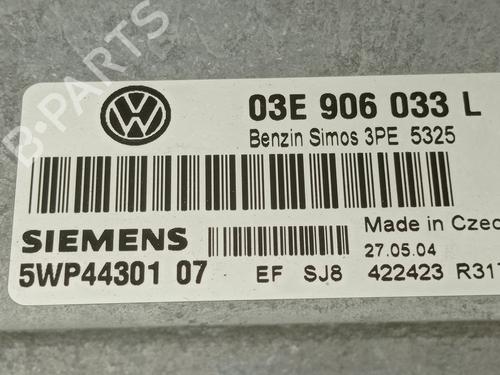 B-PARTS
03E 906 033 L
Benzin Simos 3PE 5325
SIEMENS
Made in Czec
27.05.04
5WP44301 07
EF SJ8 422423 R317